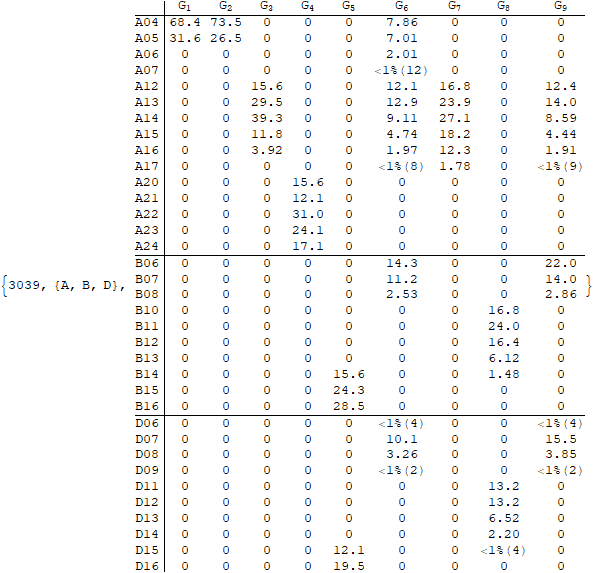 G1 G2 G3 G4 G5 G6 G7 G8 G9
A04 68.4 73.5 0 0 0 7.86 0 0 0
A05 31.6 26.5 0 0 0 7.01 0 0 0
A06 0 0 0 0 0 2.01 0 0 0
A07 0 0 0 0 0 <1%(12) 0 0 0
A12 0 0 15.6 0 0 12.1 16.8 0 12.4
A13 0 0 29.5 0 0 12.9 23.9 0 14.0
A14 0 0 39.3 0 0 9.11 27.1 0 8.59
A15 0 0 11.8 0 0 4.74 18.2 0 4.44
A16 0 0 3.92 0 0 1.97 12.3 0 1.91
A17 0 0 0 0 0 <1%(8) 1.78 0 <1%(9)
A20 0 0 0 15.6 0 0 0 0 0
A21 0 0 0 12.1 0 0 0 0 0
A22 0 0 0 31.0 0 0 0 0 0
A23 0 0 0 24.1 0 0 0 0 0
A24 0 0 0 17.1 0 0 0 0 0
B06 0 0 0 0 0 14.3 0 0 22.0
B07 0 0 0 0 0 11.2 0 0 14.0
{3039, {A, B, D}, B08 0 0 0 0 0 2.53 0 0 2.86 }
B10 0 0 0 0 0 0 0 16.8 0
B11 0 0 0 0 0 0 0 24.0 0
B12 0 0 0 0 0 0 0 16.4 0
B13 0 0 0 0 0 0 0 6.12 0
B14 0 0 0 0 15.6 0 0 1.48 0
B15 0 0 0 0 24.3 0 0 0 0
B16 0 0 0 0 28.5 0 0 0 0
D06 0 0 0 0 0 <1%(4) 0 0 <1%(4)
D07 0 0 0 0 0 10.1 0 0 15.5
D08 0 0 0 0 0 3.26 0 0 3.85
D09 0 0 0 0 0 <1%(2) 0 0 <1%(2)
D11 0 0 0 0 0 0 0 13.2 0
D12 0 0 0 0 0 0 0 13.2 0
D13 0 0 0 0 0 0 0 6.52 0
D14 0 0 0 0 0 0 0 2.20 0
D15 0 0 0 0 12.1 0 0 <1%(4) 0
D16 0 0 0 0 19.5 0 0 0 0